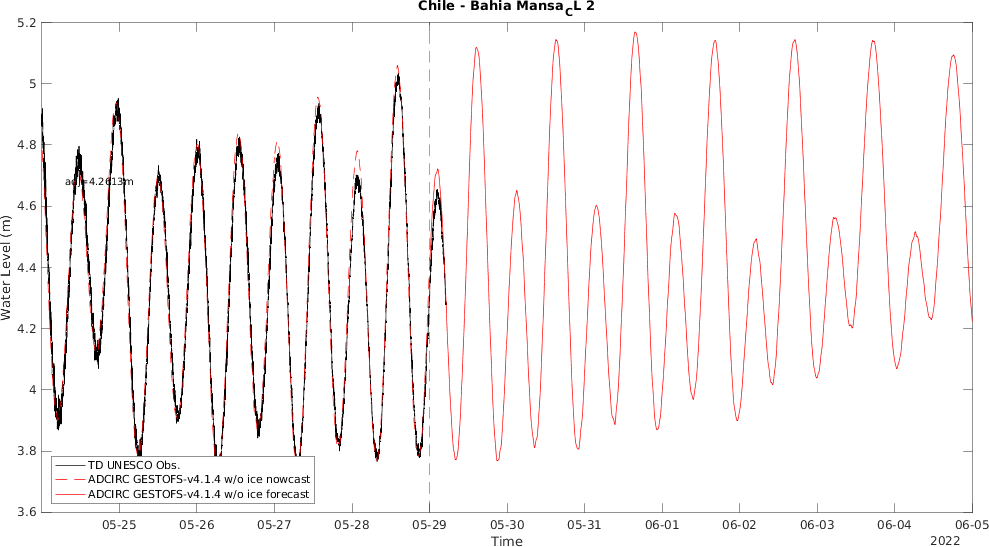 Chile - Bahia Mansa_CL 2
5.2
5
4.8
4.6
4.4
4.2
4
3.8
3.6
Water Level (m)
adj=4.2613m
TD UNESCO Obs.
ADCIRC GESTOFS-v4.1.4 w/o ice nowcast
ADCIRC GESTOFS-v4.1.4 w/o ice forecast
05-25 05-26 05-27 05-28 05-29 05-30 05-31 06-01 06-02 06-03 06-04 06-05
Time
2022